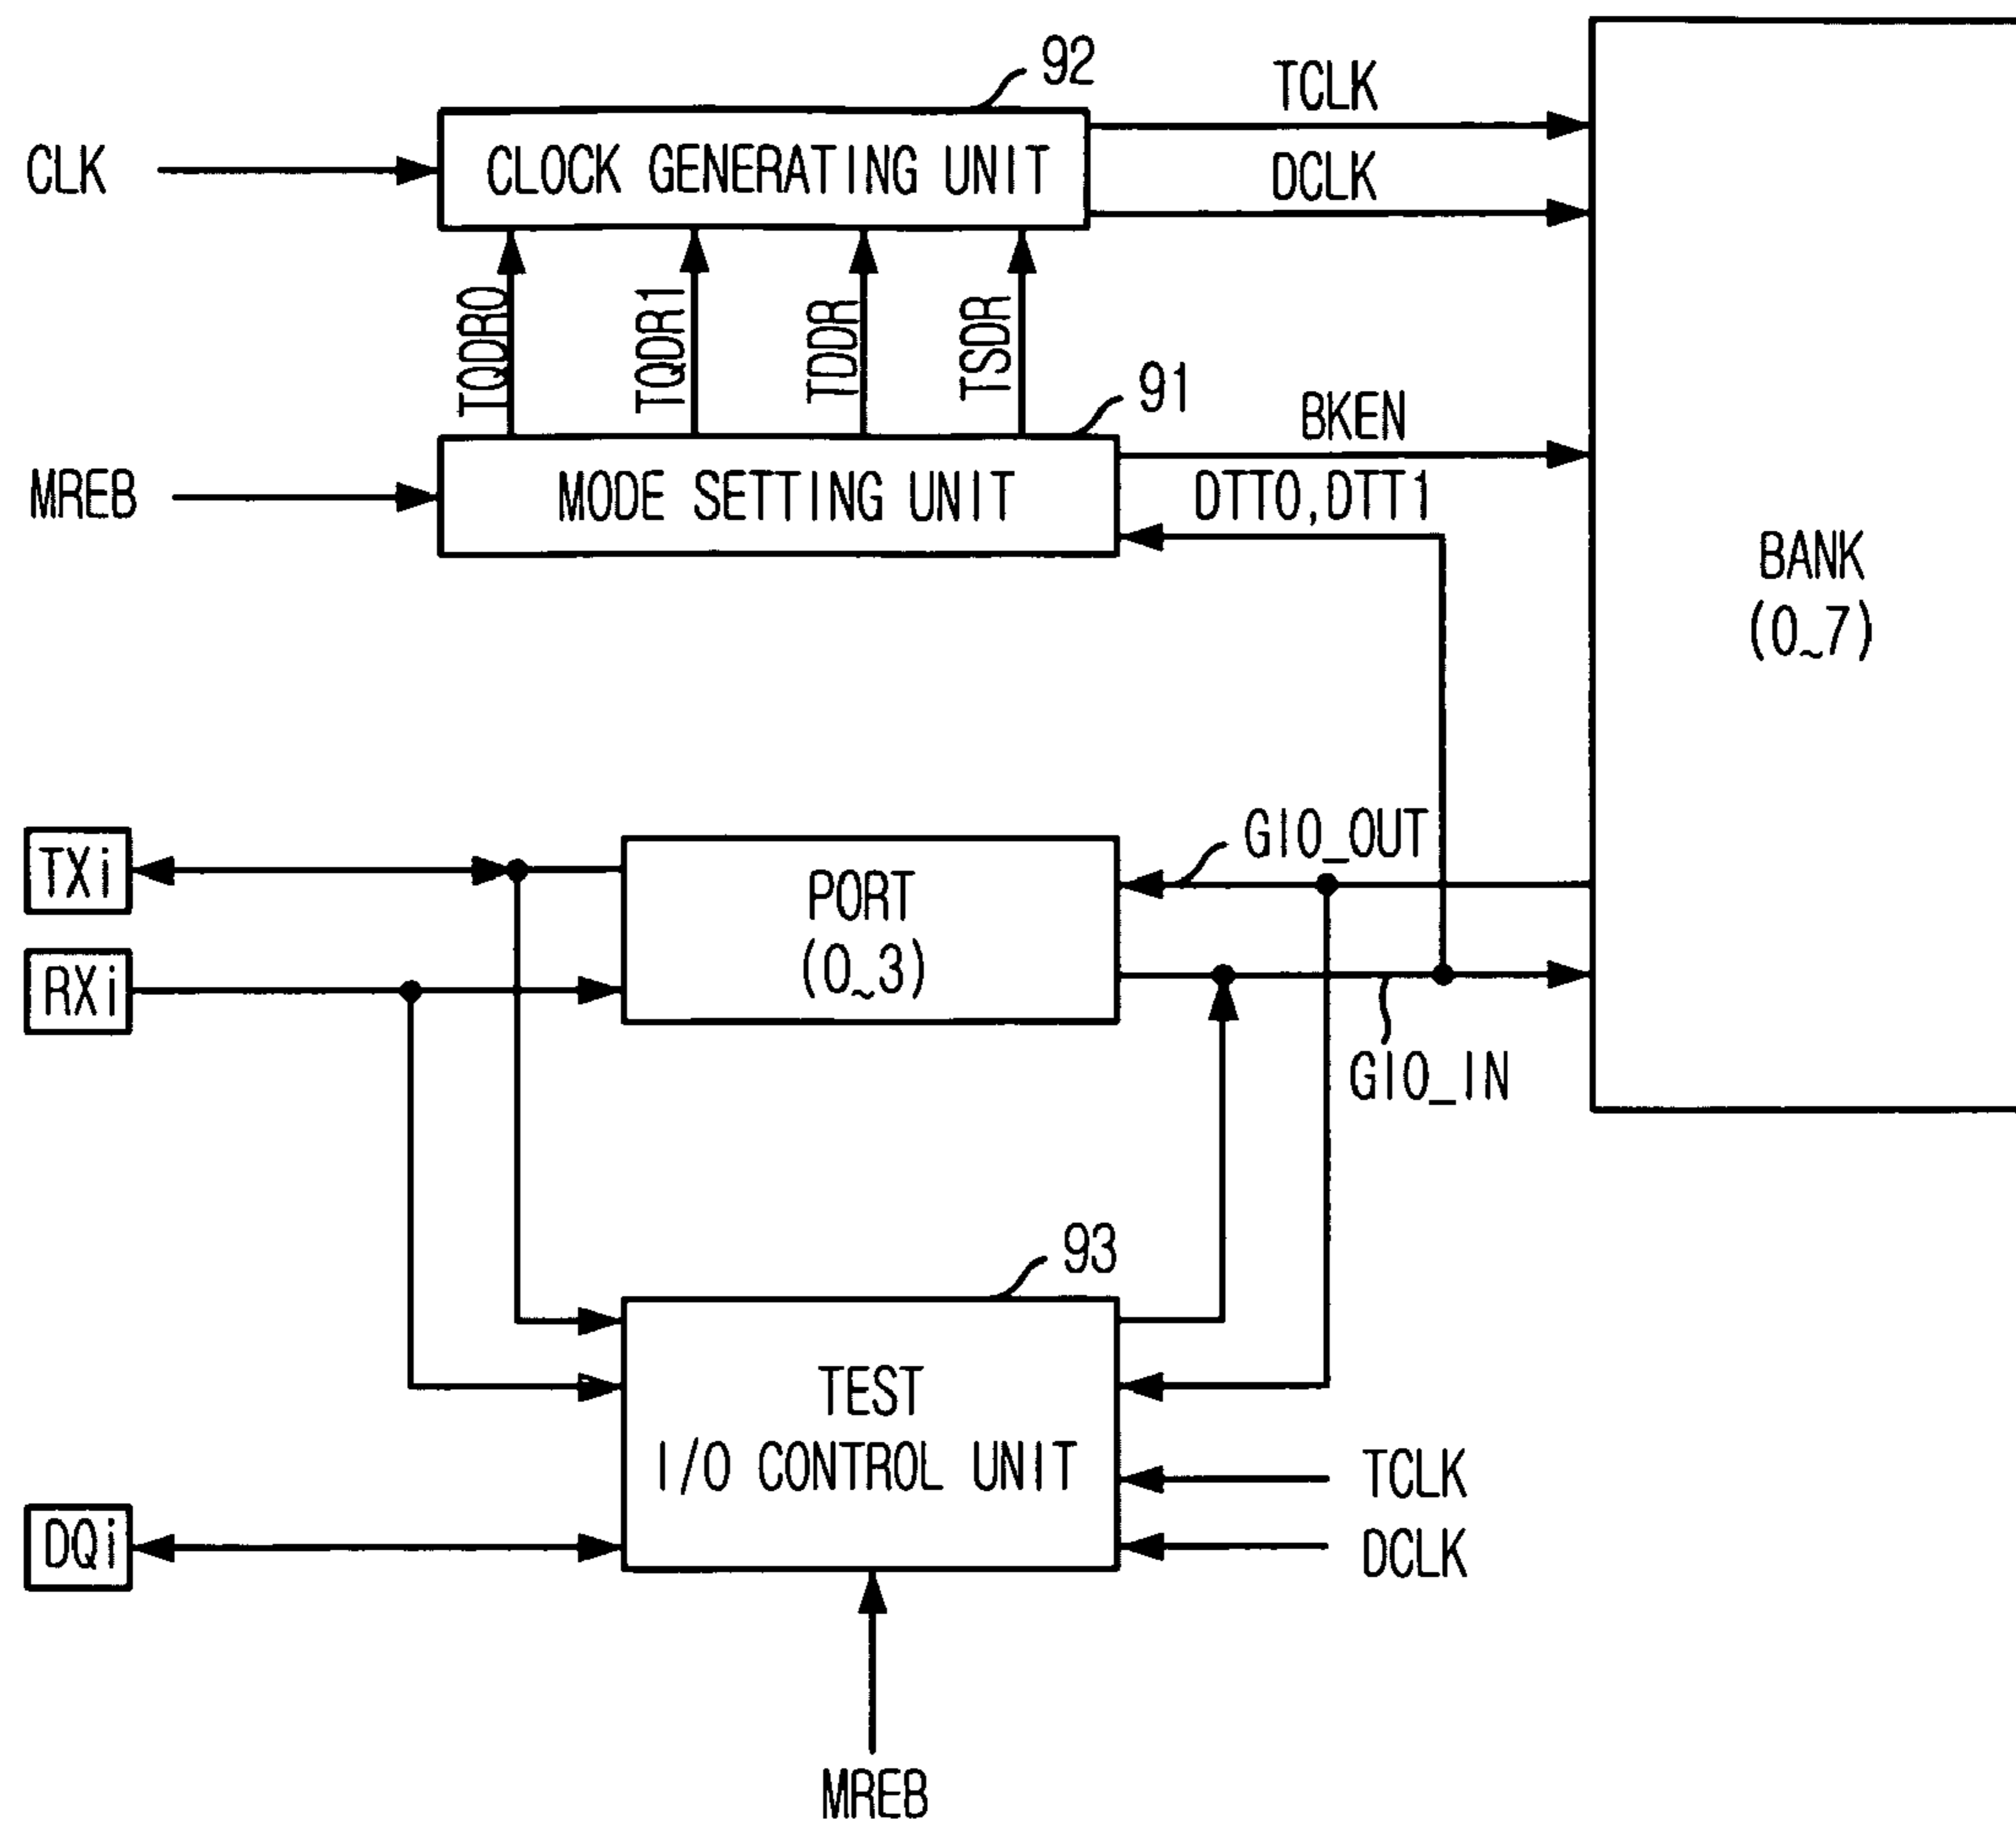 92
TCLK
CLK
CLOCK GENERATING UNIT
DCLK
TQDR0
TQDR1
TDDR
TSDR
91
BKEN
MREB
MODE SETTING UNIT
DTT0,DTT1
BANK
(0~7)
TXi
PORT
(0~3)
GIO_OUT
RXi
GIO_IN
93
TEST
I/O CONTROL UNIT
TCLK
DQi
DCLK
MREB